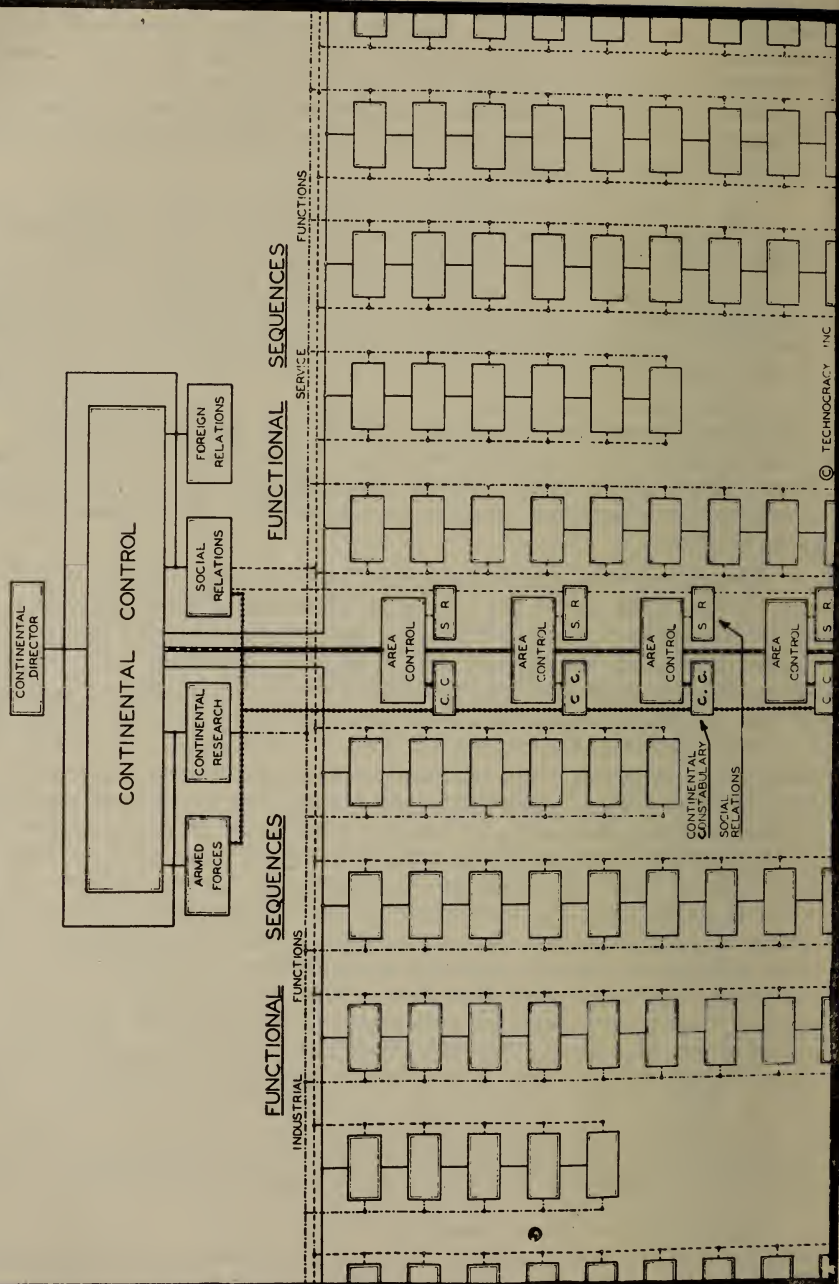 CONTINENTAL
DIRECTOR
CONTINENTAL CONTROL
ARMED
FORCES
CONTINENTAL
RESEARCH
SOCIAL
RELATIONS
FOREIGN
RELATIONS
FUNCTIONAL SEQUENCES
INDUSTRIAL FUNCTIONS
FUNCTIONAL SEQUENCES
SERVICE FUNCTIONS
AREA
CONTROL
C. C.
S R
AREA
CONTROL
C C.
S. R.
AREA
CONTROL
C. C.
S R
AREA
CONTROL
C C
S. R
CONTINENTAL
CONSTABULARY
SOCIAL
RELATIONS
© TECHNOCRACY INC